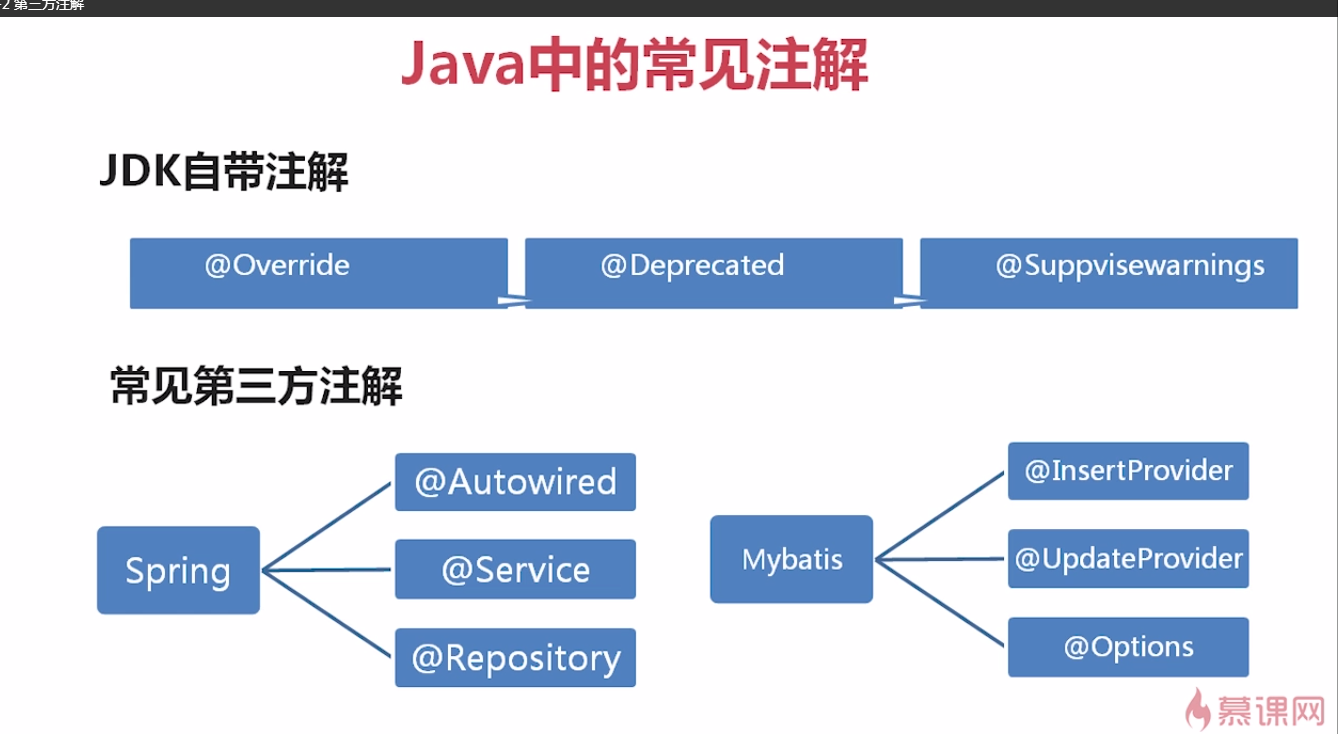 -2 第三方注解
Java中的常见注解
JDK自带注解
@Override
@Deprecated
@Suppvisewarnings
常见第三方注解
Spring
@Autowired
@Service
@Repository
Mybatis
@InsertProvider
@UpdateProvider
@Options
慕课网